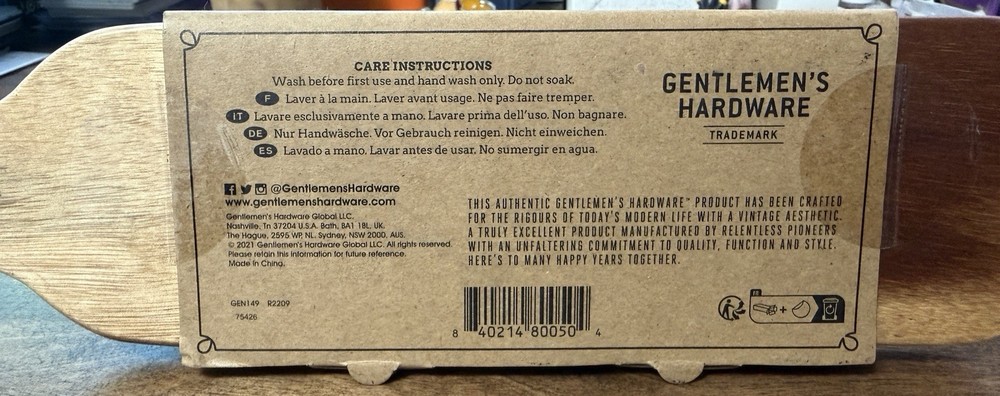 CARE INSTRUCTIONS
Wash before first use and hand wash only. Do not soak.
F Laver à la main. Laver avant usage. Ne pas faire tremper.
IT Lavare esclusivamente a mano. Lavare prima dell'uso. Non bagnare.
DE Nur Handwäsche. Vor Gebrauch reinigen. Nicht einweichen.
ES Lavado a mano. Lavar antes de usar. No sumergir en agua.
GENTLEMEN'S
HARDWARE
TRADEMARK
@GentlemensHardware
www.gentlemenshardware.com
Gentlemen's Hardware Global LLC.
Nashville, Tn 37204 U.S.A. Bath, BA1 1BL. UK.
The Hague, 2595 WP, NL. Sydney, NSW 2000, AUS.
© 2021 Gentlemen's Hardware Global LLC. All rights reserved.
Please retain this information for future reference.
Made in China.
THIS AUTHENTIC GENTLEMEN'S HARDWARE™ PRODUCT HAS BEEN CRAFTED
FOR THE RIGOURS OF TODAY'S MODERN LIFE WITH A VINTAGE AESTHETIC.
A TRULY EXCELLENT PRODUCT MANUFACTURED BY RELENTLESS PIONEERS
WITH AN UNFALTERING COMMITMENT TO QUALITY, FUNCTION AND STYLE.
HERE'S TO MANY HAPPY YEARS TOGETHER.
GEN149 R2209
75426
8 40214 80050 4
FR
+